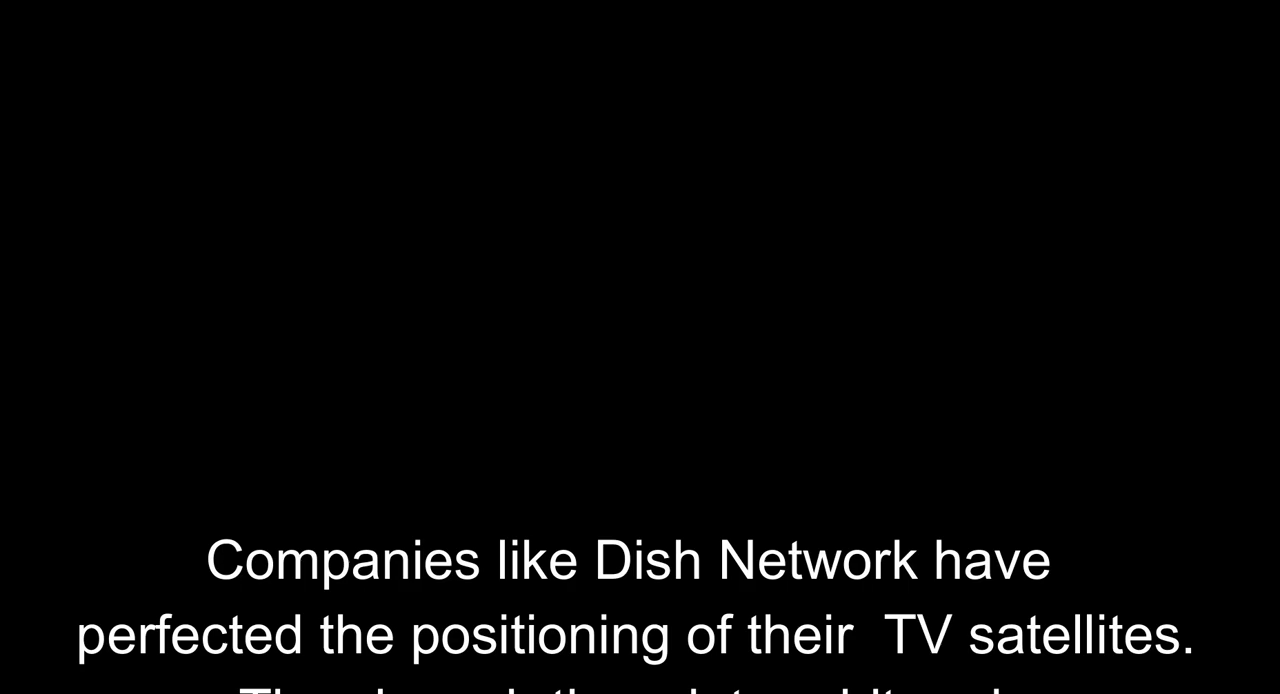 Companies like Dish Network have
perfected the positioning of their  TV satellites.